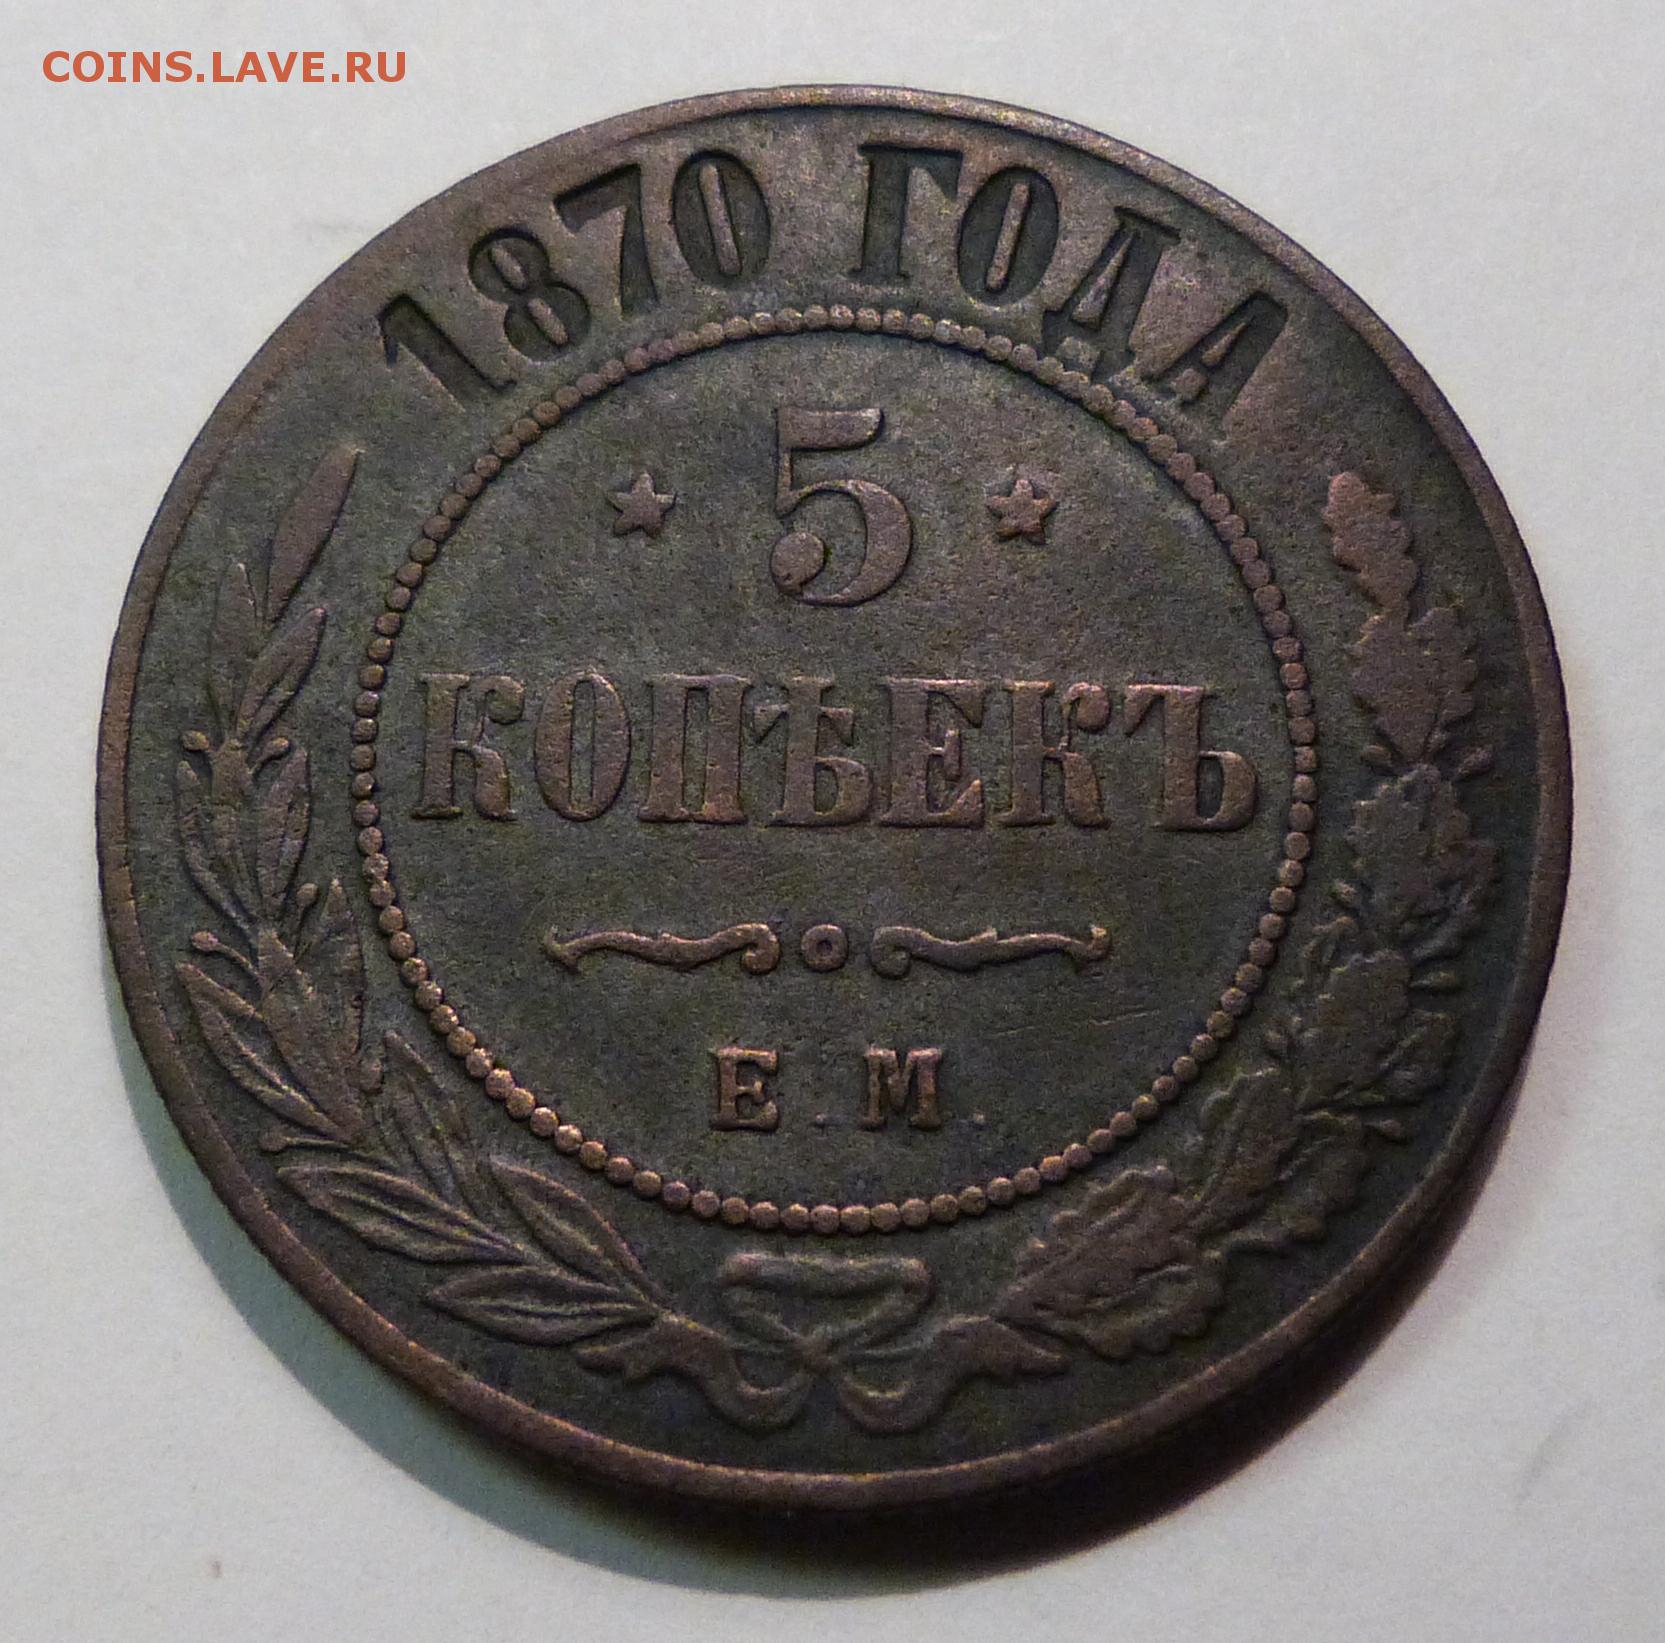 COINS.LAVE.RU
1870 ГОДА
5
КОПѢЕКЪ
Е.М.